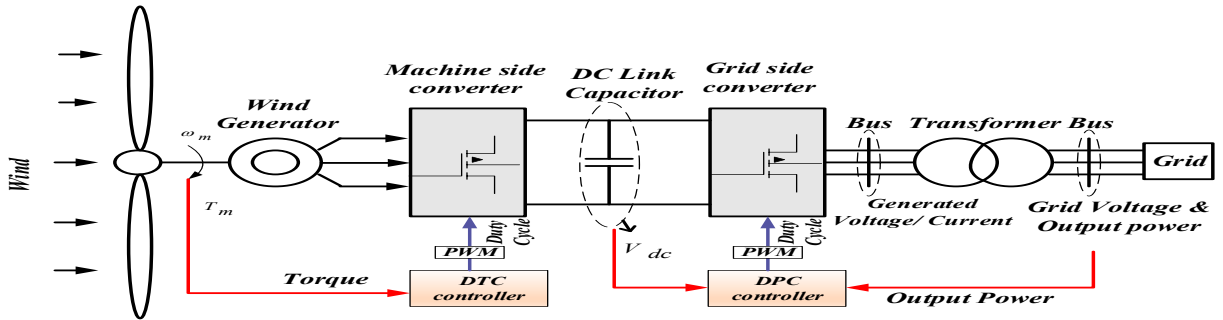 Wind
ω m
T m
Wind
Generator
Machine side
converter
DC Link
Capacitor
Grid side
converter
Bus
Transformer
Bus
Grid
Generated
Voltage/ Current
Grid Voltage &
Output power
Duty
Cycle
PWM
DTC
controller
Torque
V dc
Duty
Cycle
PWM
DPC
controller
Output Power